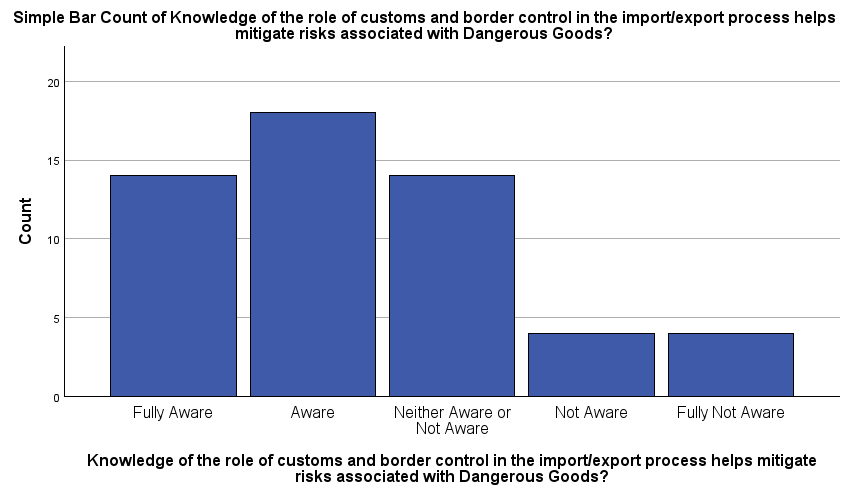 Simple Bar Count of Knowledge of the role of customs and border control in the import/export process helps
mitigate risks associated with Dangerous Goods?
20
15
10
5
0
Count
Fully Aware
Aware
Neither Aware or
Not Aware
Not Aware
Fully Not Aware
Knowledge of the role of customs and border control in the import/export process helps mitigate
risks associated with Dangerous Goods?